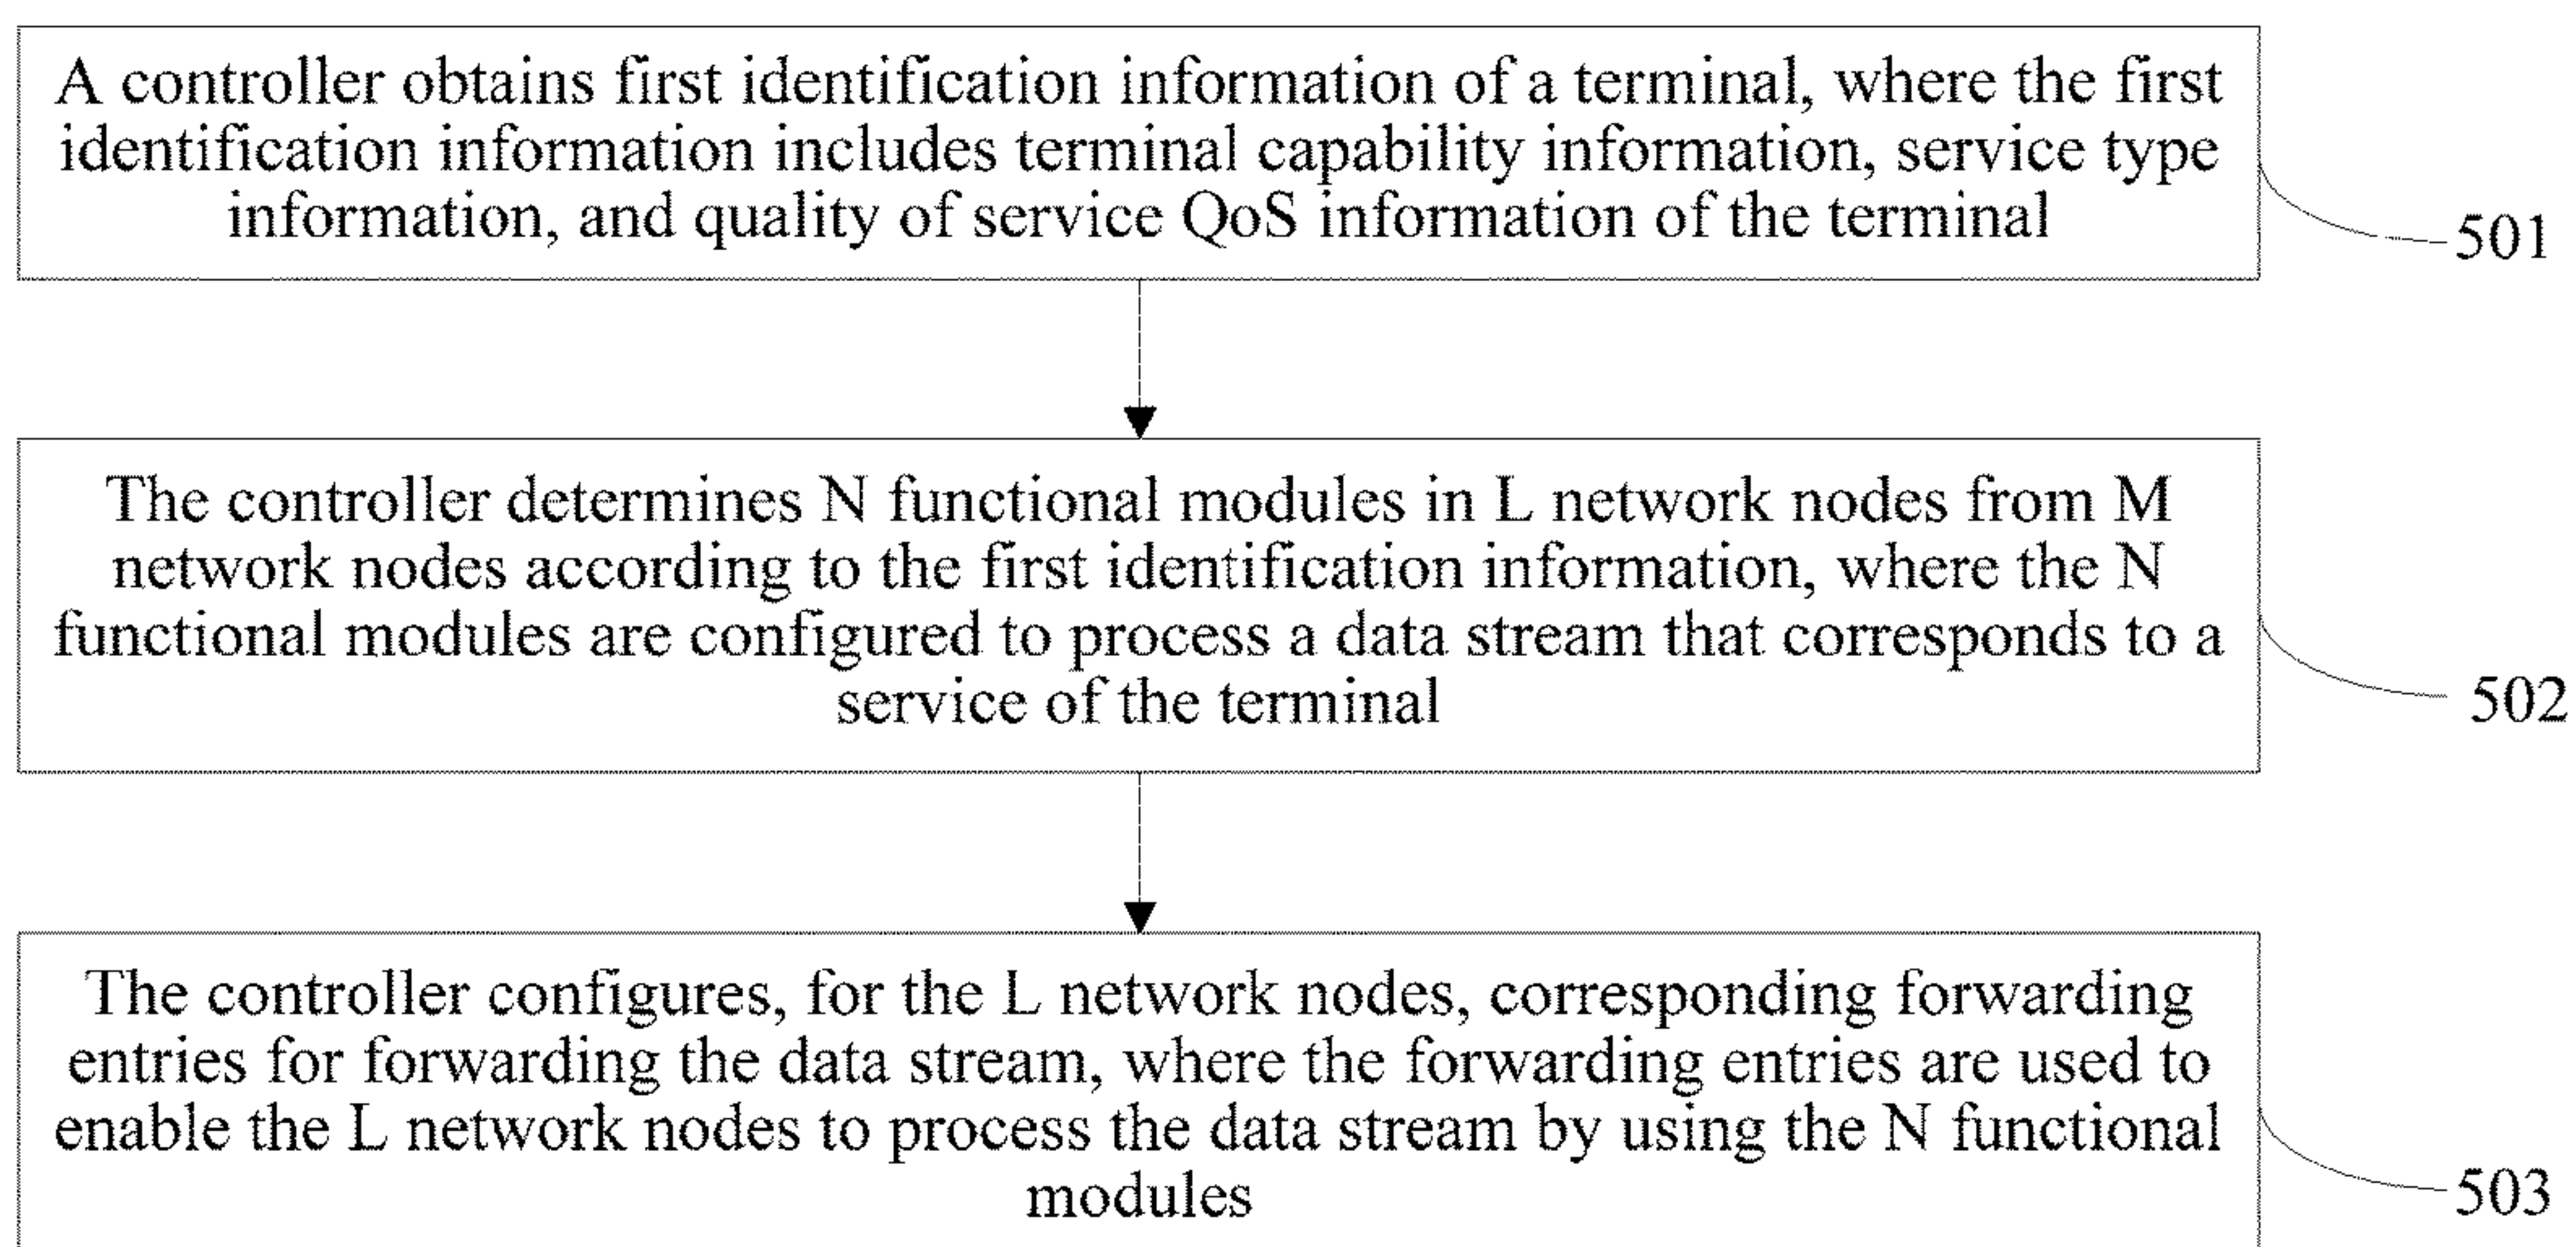 A controller obtains first identification information of a terminal, where the first
identification information includes terminal capability information, service type
information, and quality of service QoS information of the terminal
501
The controller determines N functional modules in L network nodes from M
network nodes according to the first identification information, where the N
functional modules are configured to process a data stream that corresponds to a
service of the terminal
502
The controller configures, for the L network nodes, corresponding forwarding
entries for forwarding the data stream, where the forwarding entries are used to
enable the L network nodes to process the data stream by using the N functional
modules
503